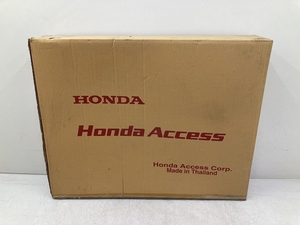 HONDA
Honda Access
Honda Access Corp.
Made in Thailand